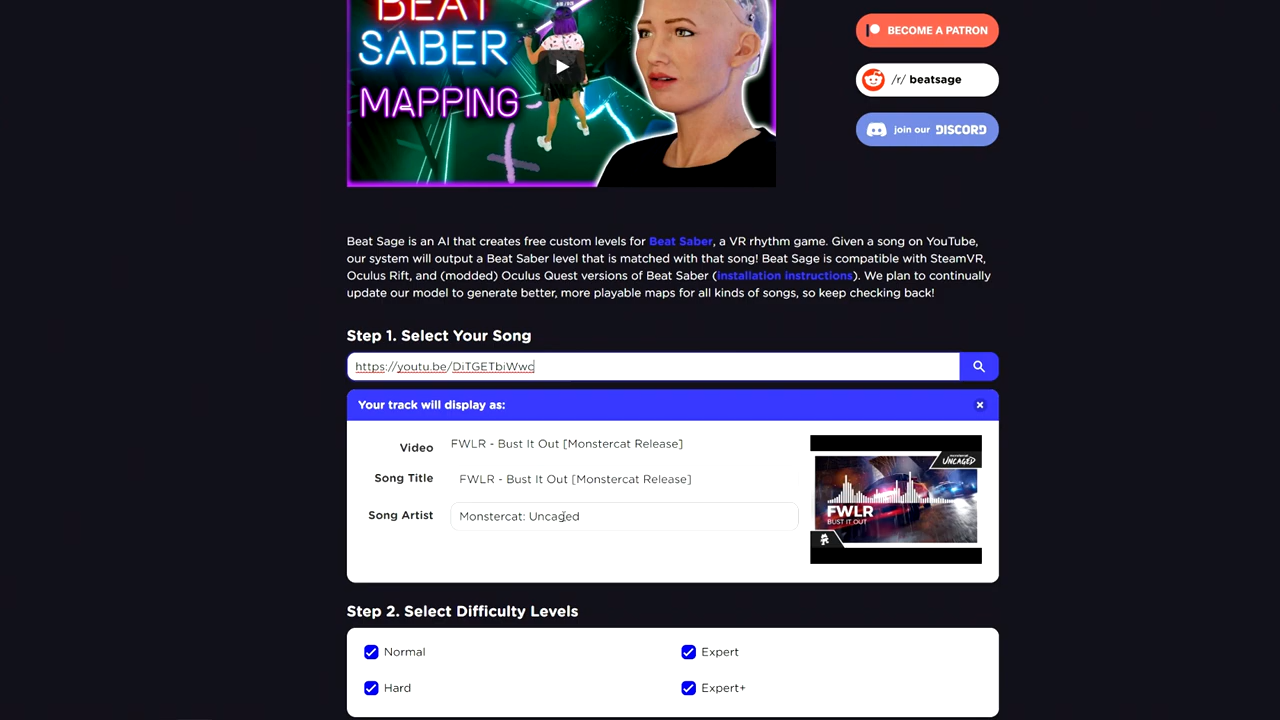 BEAT
SABER
MAPPING
BECOME A PATRON
/r/ beatsage
join our DISCORD
Beat Sage is an AI that creates free custom levels for Beat Saber, a VR rhythm game. Given a song on YouTube,
our system will output a Beat Saber level that is matched with that song! Beat Sage is compatible with SteamVR,
Oculus Rift, and (modded) Oculus Quest versions of Beat Saber (installation instructions). We plan to continually
update our model to generate better, more playable maps for all kinds of songs, so keep checking back!
Step 1. Select Your Song
https://youtu.be/DiTGETbiWwc
Your track will display as:
Video FWLR - Bust It Out [Monstercat Release]
Song Title FWLR - Bust It Out [Monstercat Release]
Song Artist Monstercat: Uncaged
UNCAGED
FWLR
BUST IT OUT
Step 2. Select Difficulty Levels
Normal
Expert
Hard
Expert+